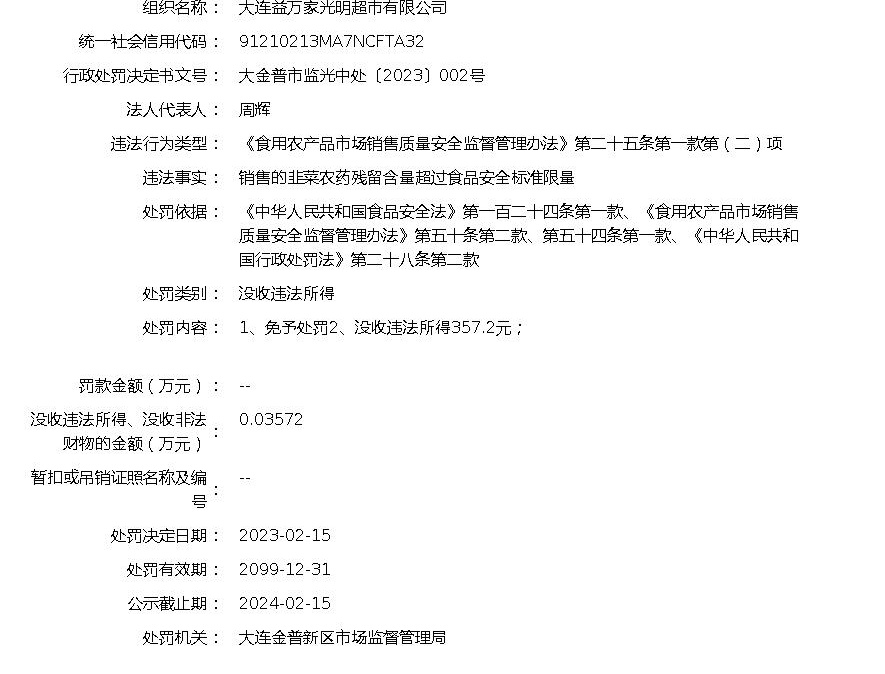 组织名称： 大连益万家光明超市有限公司
统一社会信用代码： 91210213MA7NCFTA32
行政处罚决定书文号： 大金普市监光中处〔2023〕002号
法人代表人： 周辉
违法行为类型： 《食用农产品市场销售质量安全监督管理办法》第二十五条第一款第（二）项
违法事实： 销售的韭菜农药残留含量超过食品安全标准限量
处罚依据： 《中华人民共和国食品安全法》第一百二十四条第一款、《食用农产品市场销售
质量安全监督管理办法》第五十条第二款、第五十四条第一款、《中华人民共和
国行政处罚法》第二十八条第二款
处罚类别： 没收违法所得
处罚内容： 1、免予处罚2、没收违法所得357.2元；
罚款金额（万元）： --
没收违法所得、没收非法
财物的金额（万元）： 0.03572
暂扣或吊销证照名称及编
号： --
处罚决定日期： 2023-02-15
处罚有效期： 2099-12-31
公示截止期： 2024-02-15
处罚机关： 大连金普新区市场监督管理局